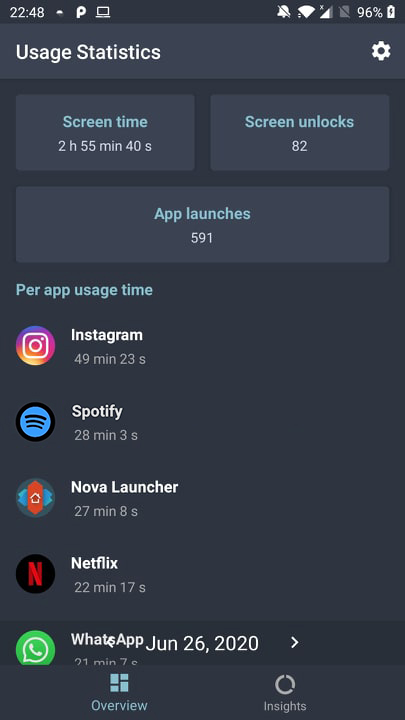 22:48
96%
Usage Statistics
Screen time
2 h 55 min 40 s
Screen unlocks
82
App launches
591
Per app usage time
Instagram
49 min 23 s
Spotify
28 min 3 s
Nova Launcher
27 min 8 s
Netflix
22 min 17 s
WhatsApp
21 min 7 s
Jun 26, 2020
Overview
Insights